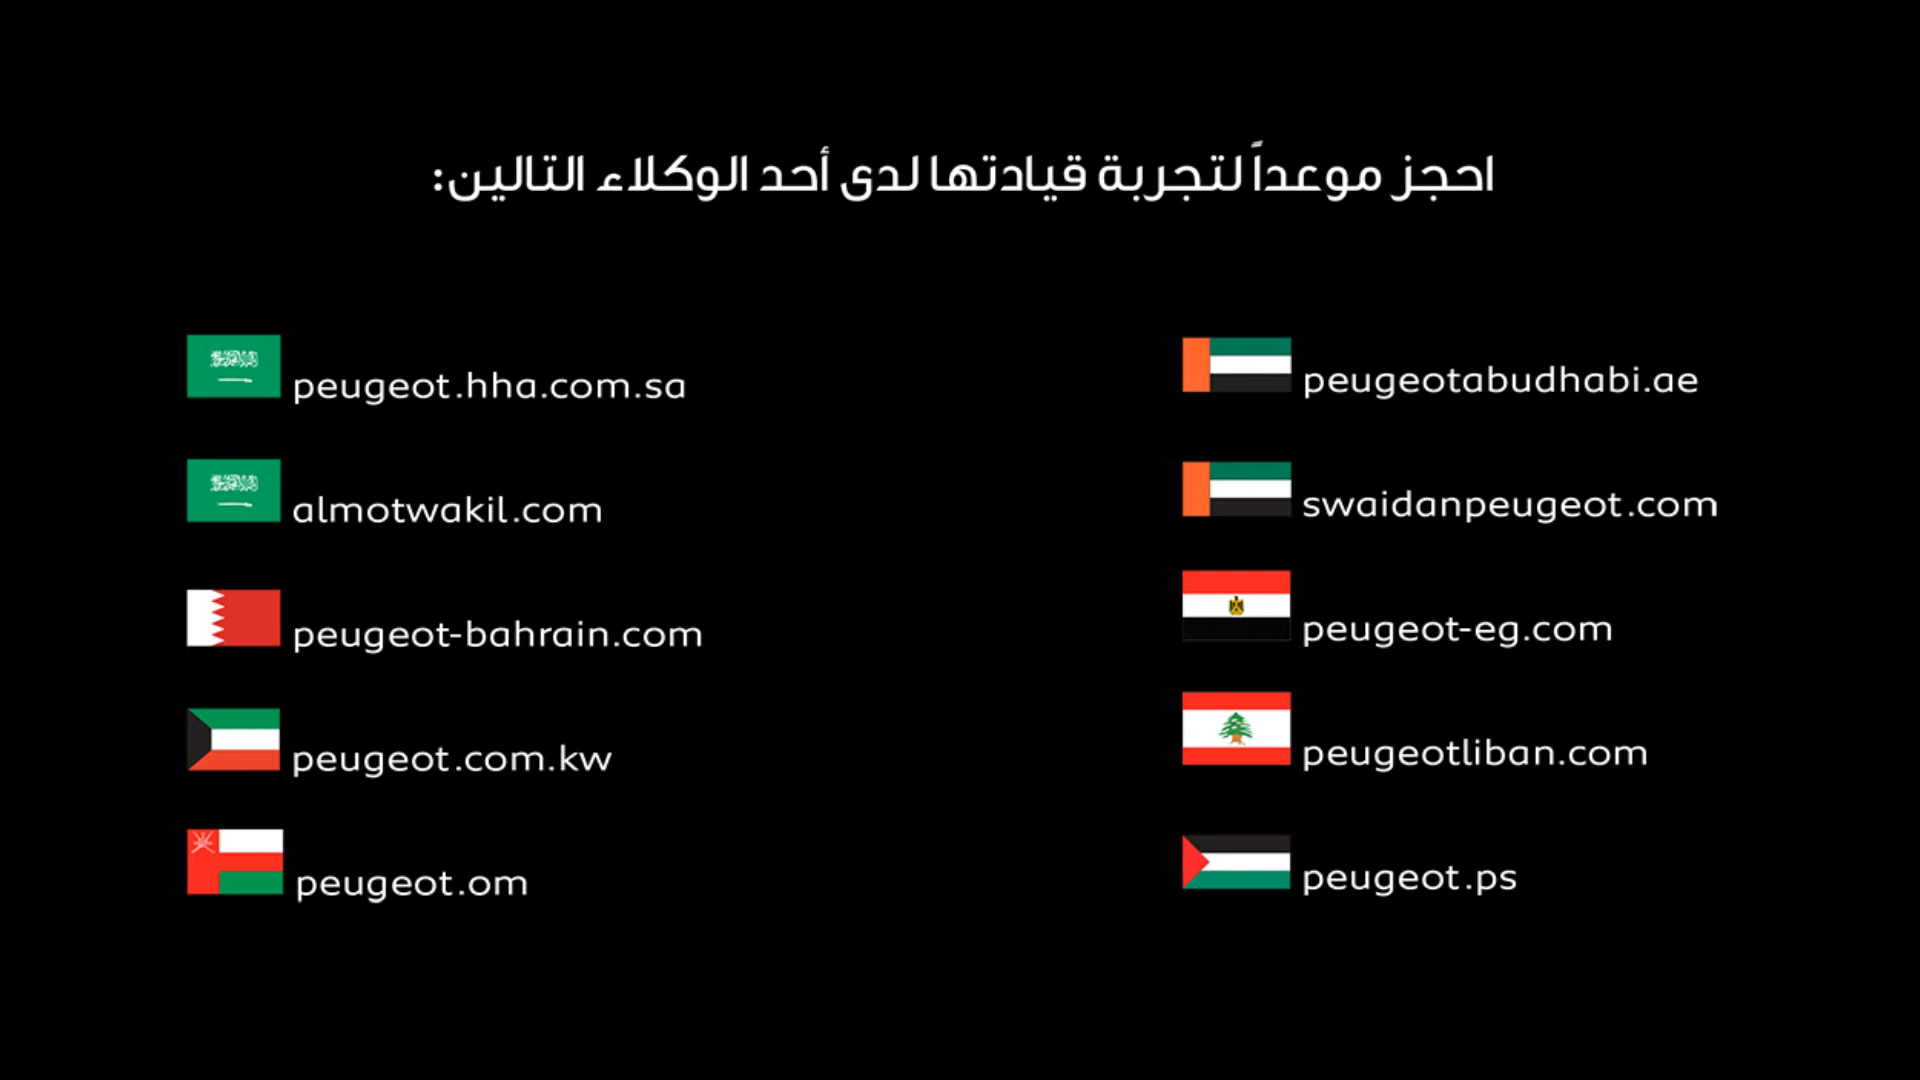 احجز موعداً لتجربة قيادتها لدى أحد الوكلاء التالين:
peugeot.hha.com.sa
almotwakil.com
peugeot-bahrain.com
peugeot.com.kw
peugeot.om
peugeotabudhabi.ae
swaidanpeugeot.com
peugeot-eg.com
peugeotliban.com
peugeot.ps